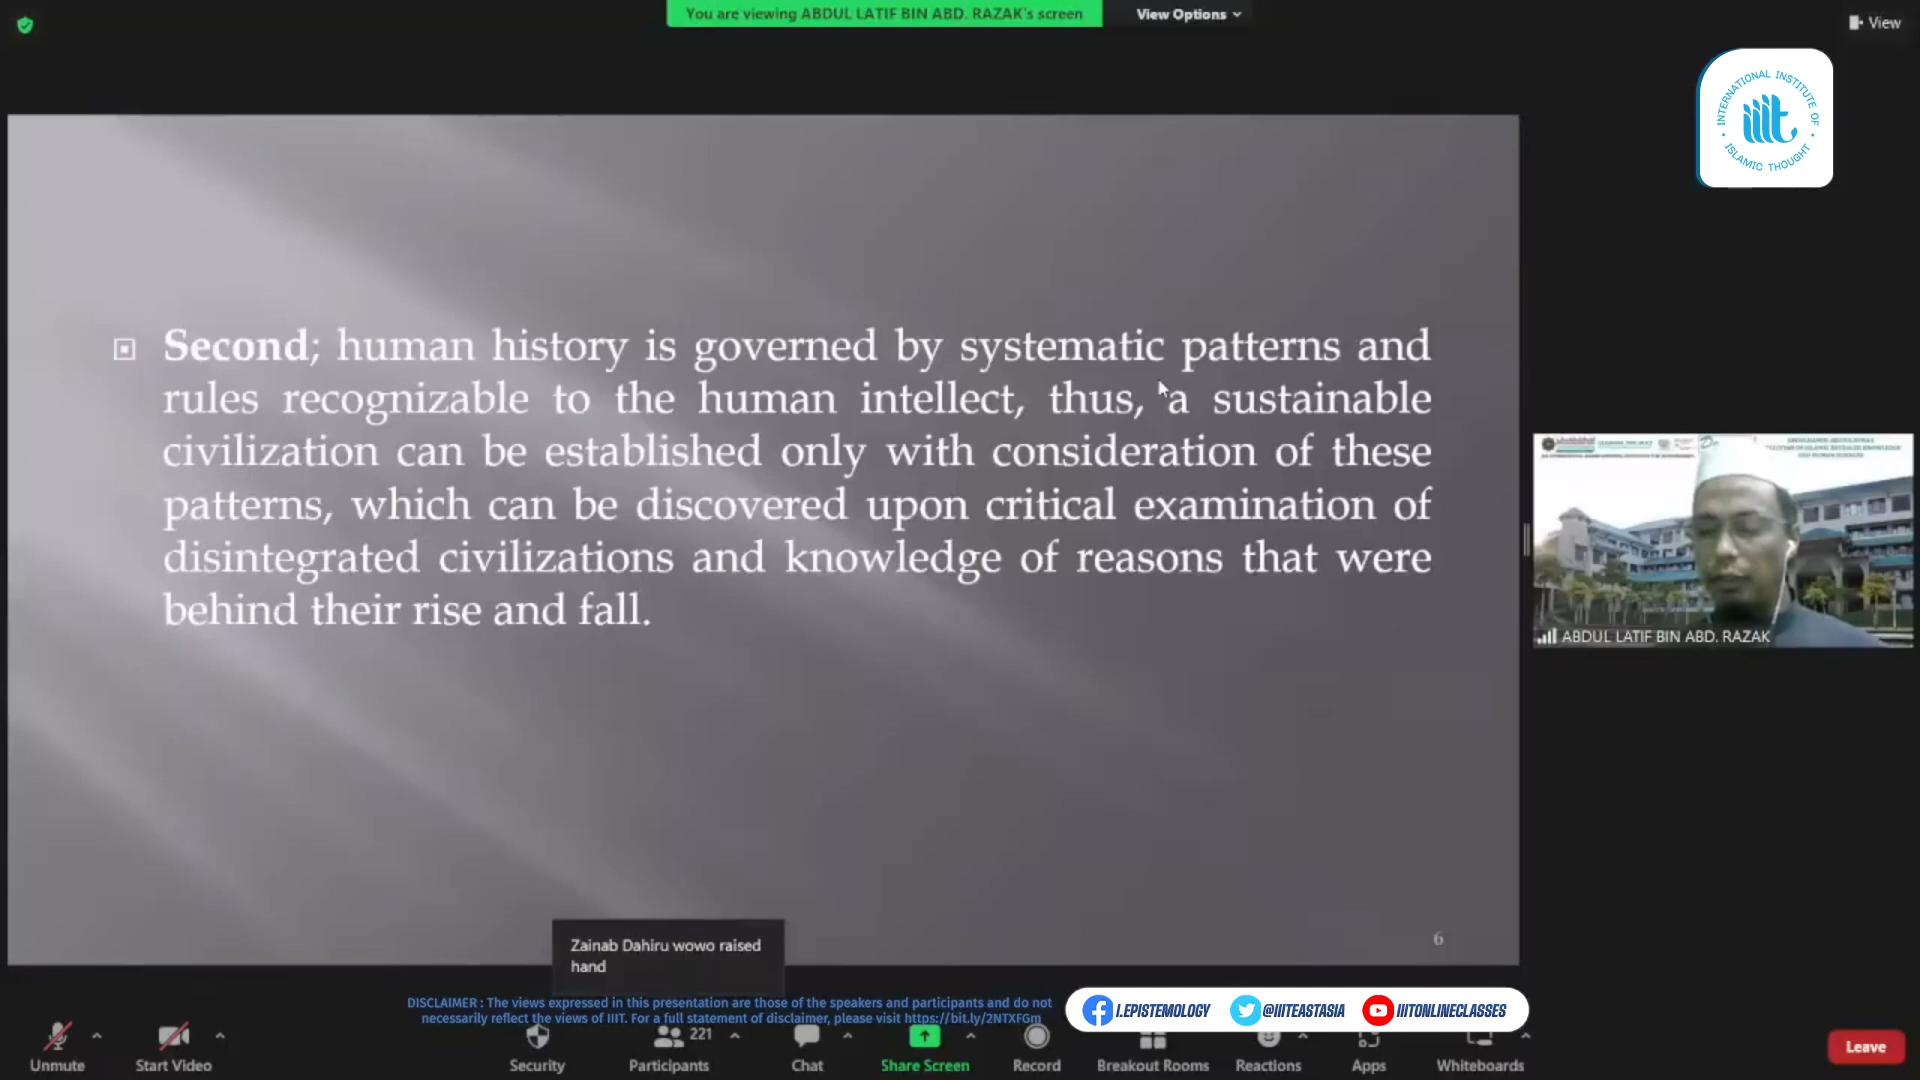 You are viewing ABDUL LATIF BIN ABD. RAZAK's screen
View Options
View
INTERNATIONAL INSTITUTE OF
iiit
ISLAMIC THOUGHT
Second; human history is governed by systematic patterns and
rules recognizable to the human intellect, thus, a sustainable
civilization can be established only with consideration of these
patterns, which can be discovered upon critical examination of
disintegrated civilizations and knowledge of reasons that were
behind their rise and fall.
6
ABDUL LATIF BIN ABD. RAZAK
Zainab Dahiru wowo raised
hand
DISCLAIMER : The views expressed in this presentation are those of the speakers and participants and do not
necessarily reflect the views of IIIT. For a full statement of disclaimer, please visit https://bit.ly/2NTXFGm
I.EPISTEMOLOGY
@IIITEASTASIA
IIITONLINECLASSES
221
Unmute
Start Video
Security
Participants
Chat
Share Screen
Record
Breakout Rooms
Reactions
Apps
Whiteboards
Leave